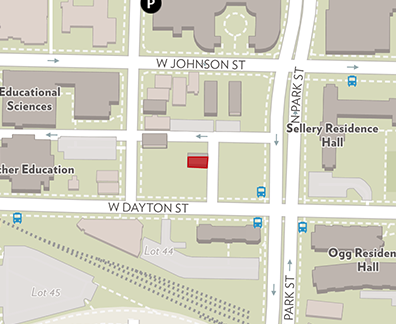 P
W JOHNSON ST
N PARK ST
Educational
Sciences
Sellery Residence
Hall
cher Education
W DAYTON ST
Lot 44
Ogg Residen
Hall
PARK ST
Lot 45